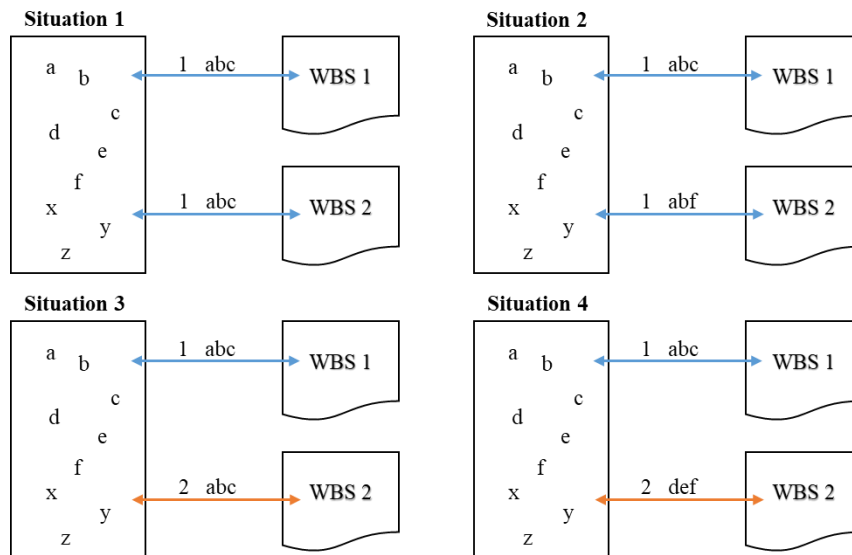 Situation 1
a
b
c
d
e
f
x
y
z
1 abc
WBS 1
1 abc
WBS 2
Situation 2
a
b
c
d
e
f
x
y
z
1 abc
WBS 1
1 abf
WBS 2
Situation 3
a
b
c
d
e
f
x
y
z
1 abc
WBS 1
2 abc
WBS 2
Situation 4
a
b
c
d
e
f
x
y
z
1 abc
WBS 1
2 def
WBS 2